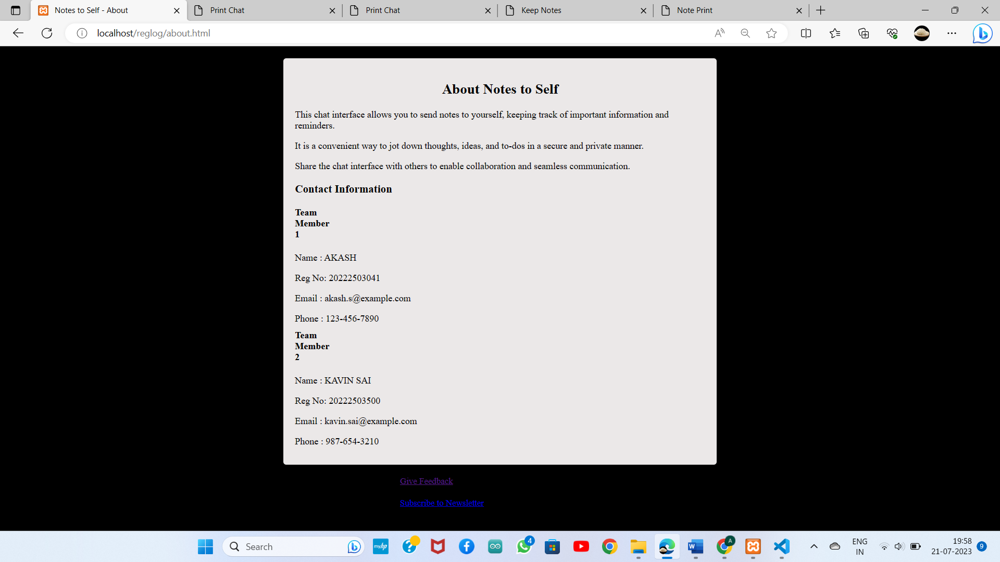 Notes to Self - About
Print Chat
Print Chat
Keep Notes
Note Print
localhost/reglog/about.html
About Notes to Self
This chat interface allows you to send notes to yourself, keeping track of important information and
reminders.
It is a convenient way to jot down thoughts, ideas, and to-dos in a secure and private manner.
Share the chat interface with others to enable collaboration and seamless communication.
Contact Information
Team
Member
1
Name : AKASH
Reg No: 20222503041
Email : akash.s@example.com
Phone : 123-456-7890
Team
Member
2
Name : KAVIN SAI
Reg No: 20222503500
Email : kavin.sai@example.com
Phone : 987-654-3210
Give Feedback
Subscribe to Newsletter
Search
myhp
4
A
ENG
IN
19:58
21-07-2023
9